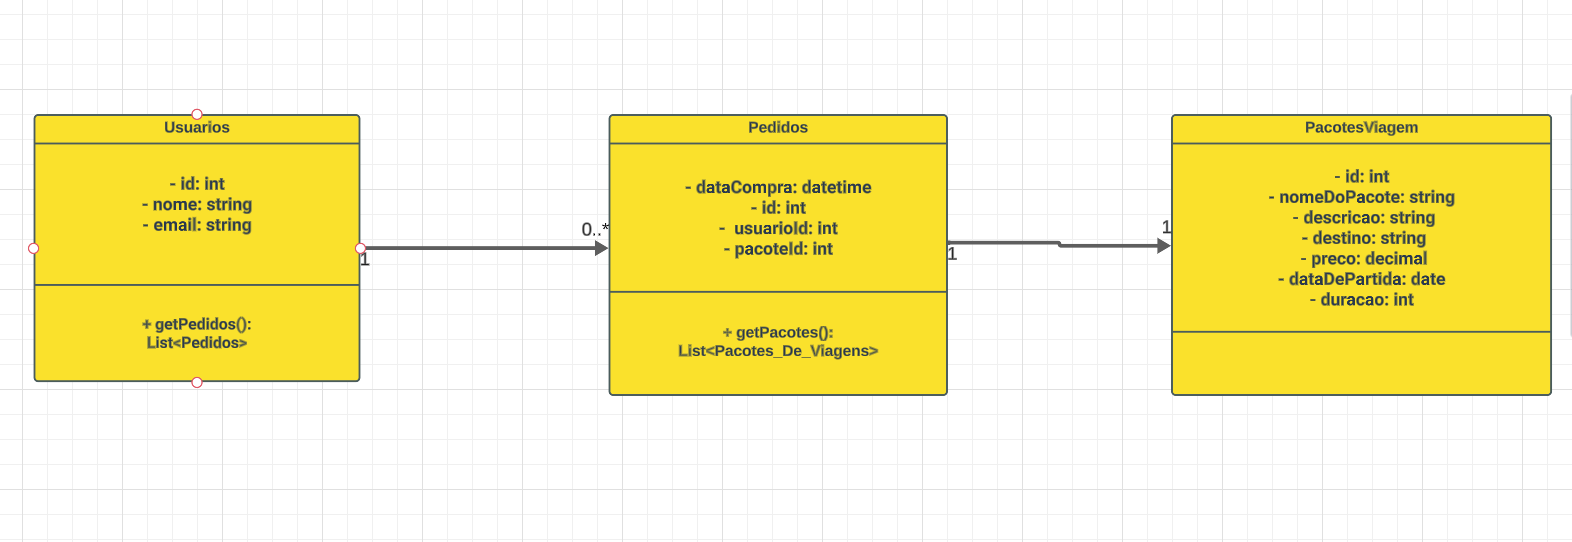 Usuarios
- id: int
- nome: string
- email: string
+ getPedidos():
List<Pedidos>
1
0..*
Pedidos
- dataCompra: datetime
- id: int
- usuarioId: int
- pacoteId: int
+ getPacotes():
List<Pacotes_De_Viagens>
1
1
PacotesViagem
- id: int
- nomeDoPacote: string
- descricao: string
- destino: string
- preco: decimal
- dataDePartida: date
- duracao: int